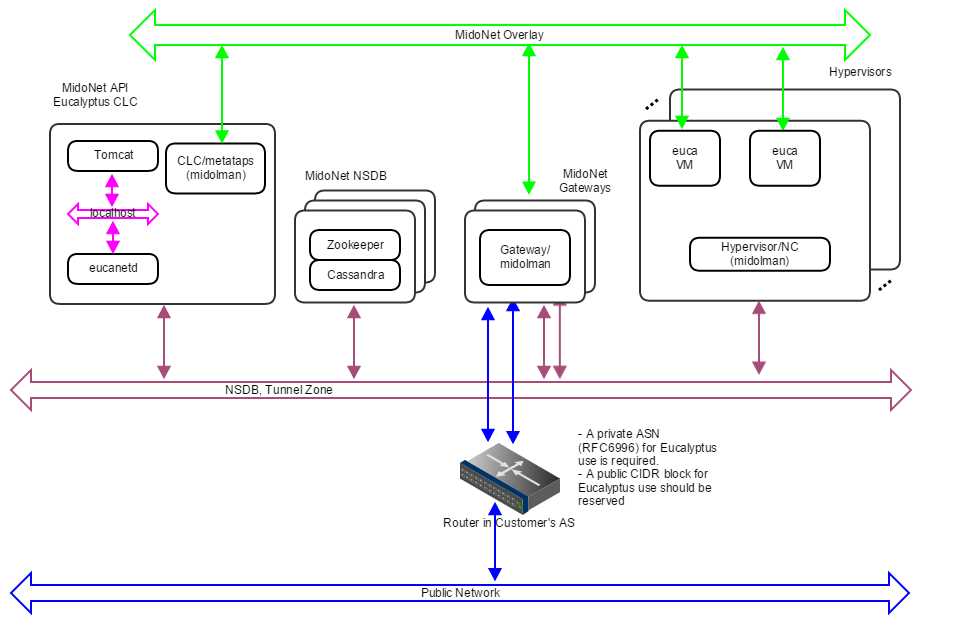 MidoNet Overlay
MidoNet API
Eucalyptus CLC
Hypervisors
Tomcat
CLC/metataps
(midolman)
localhost
eucanetd
MidoNet NSDB
Zookeeper
Cassandra
MidoNet
Gateways
Gateway/
midolman
euca
VM
euca
VM
Hypervisor/NC
(midolman)
NSDB, Tunnel Zone
- A private ASN
(RFC6996) for Eucalyptus
use is required.
- A public CIDR block for
Eucalyptus use should be
reserved
Router in Customer's AS
Public Network